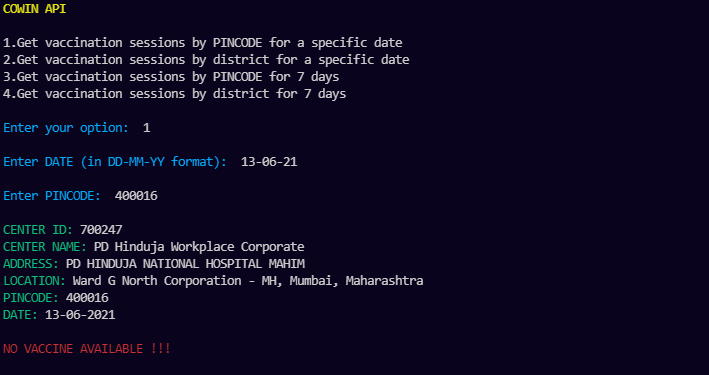 COWIN API
1.Get vaccination sessions by PINCODE for a specific date
2.Get vaccination sessions by district for a specific date
3.Get vaccination sessions by PINCODE for 7 days
4.Get vaccination sessions by district for 7 days
Enter your option:  1
Enter DATE (in DD-MM-YY format):  13-06-21
Enter PINCODE:  400016
CENTER ID: 700247
CENTER NAME: PD Hinduja Workplace Corporate
ADDRESS: PD HINDUJA NATIONAL HOSPITAL MAHIM
LOCATION: Ward G North Corporation - MH, Mumbai, Maharashtra
PINCODE: 400016
DATE: 13-06-2021
NO VACCINE AVAILABLE !!!